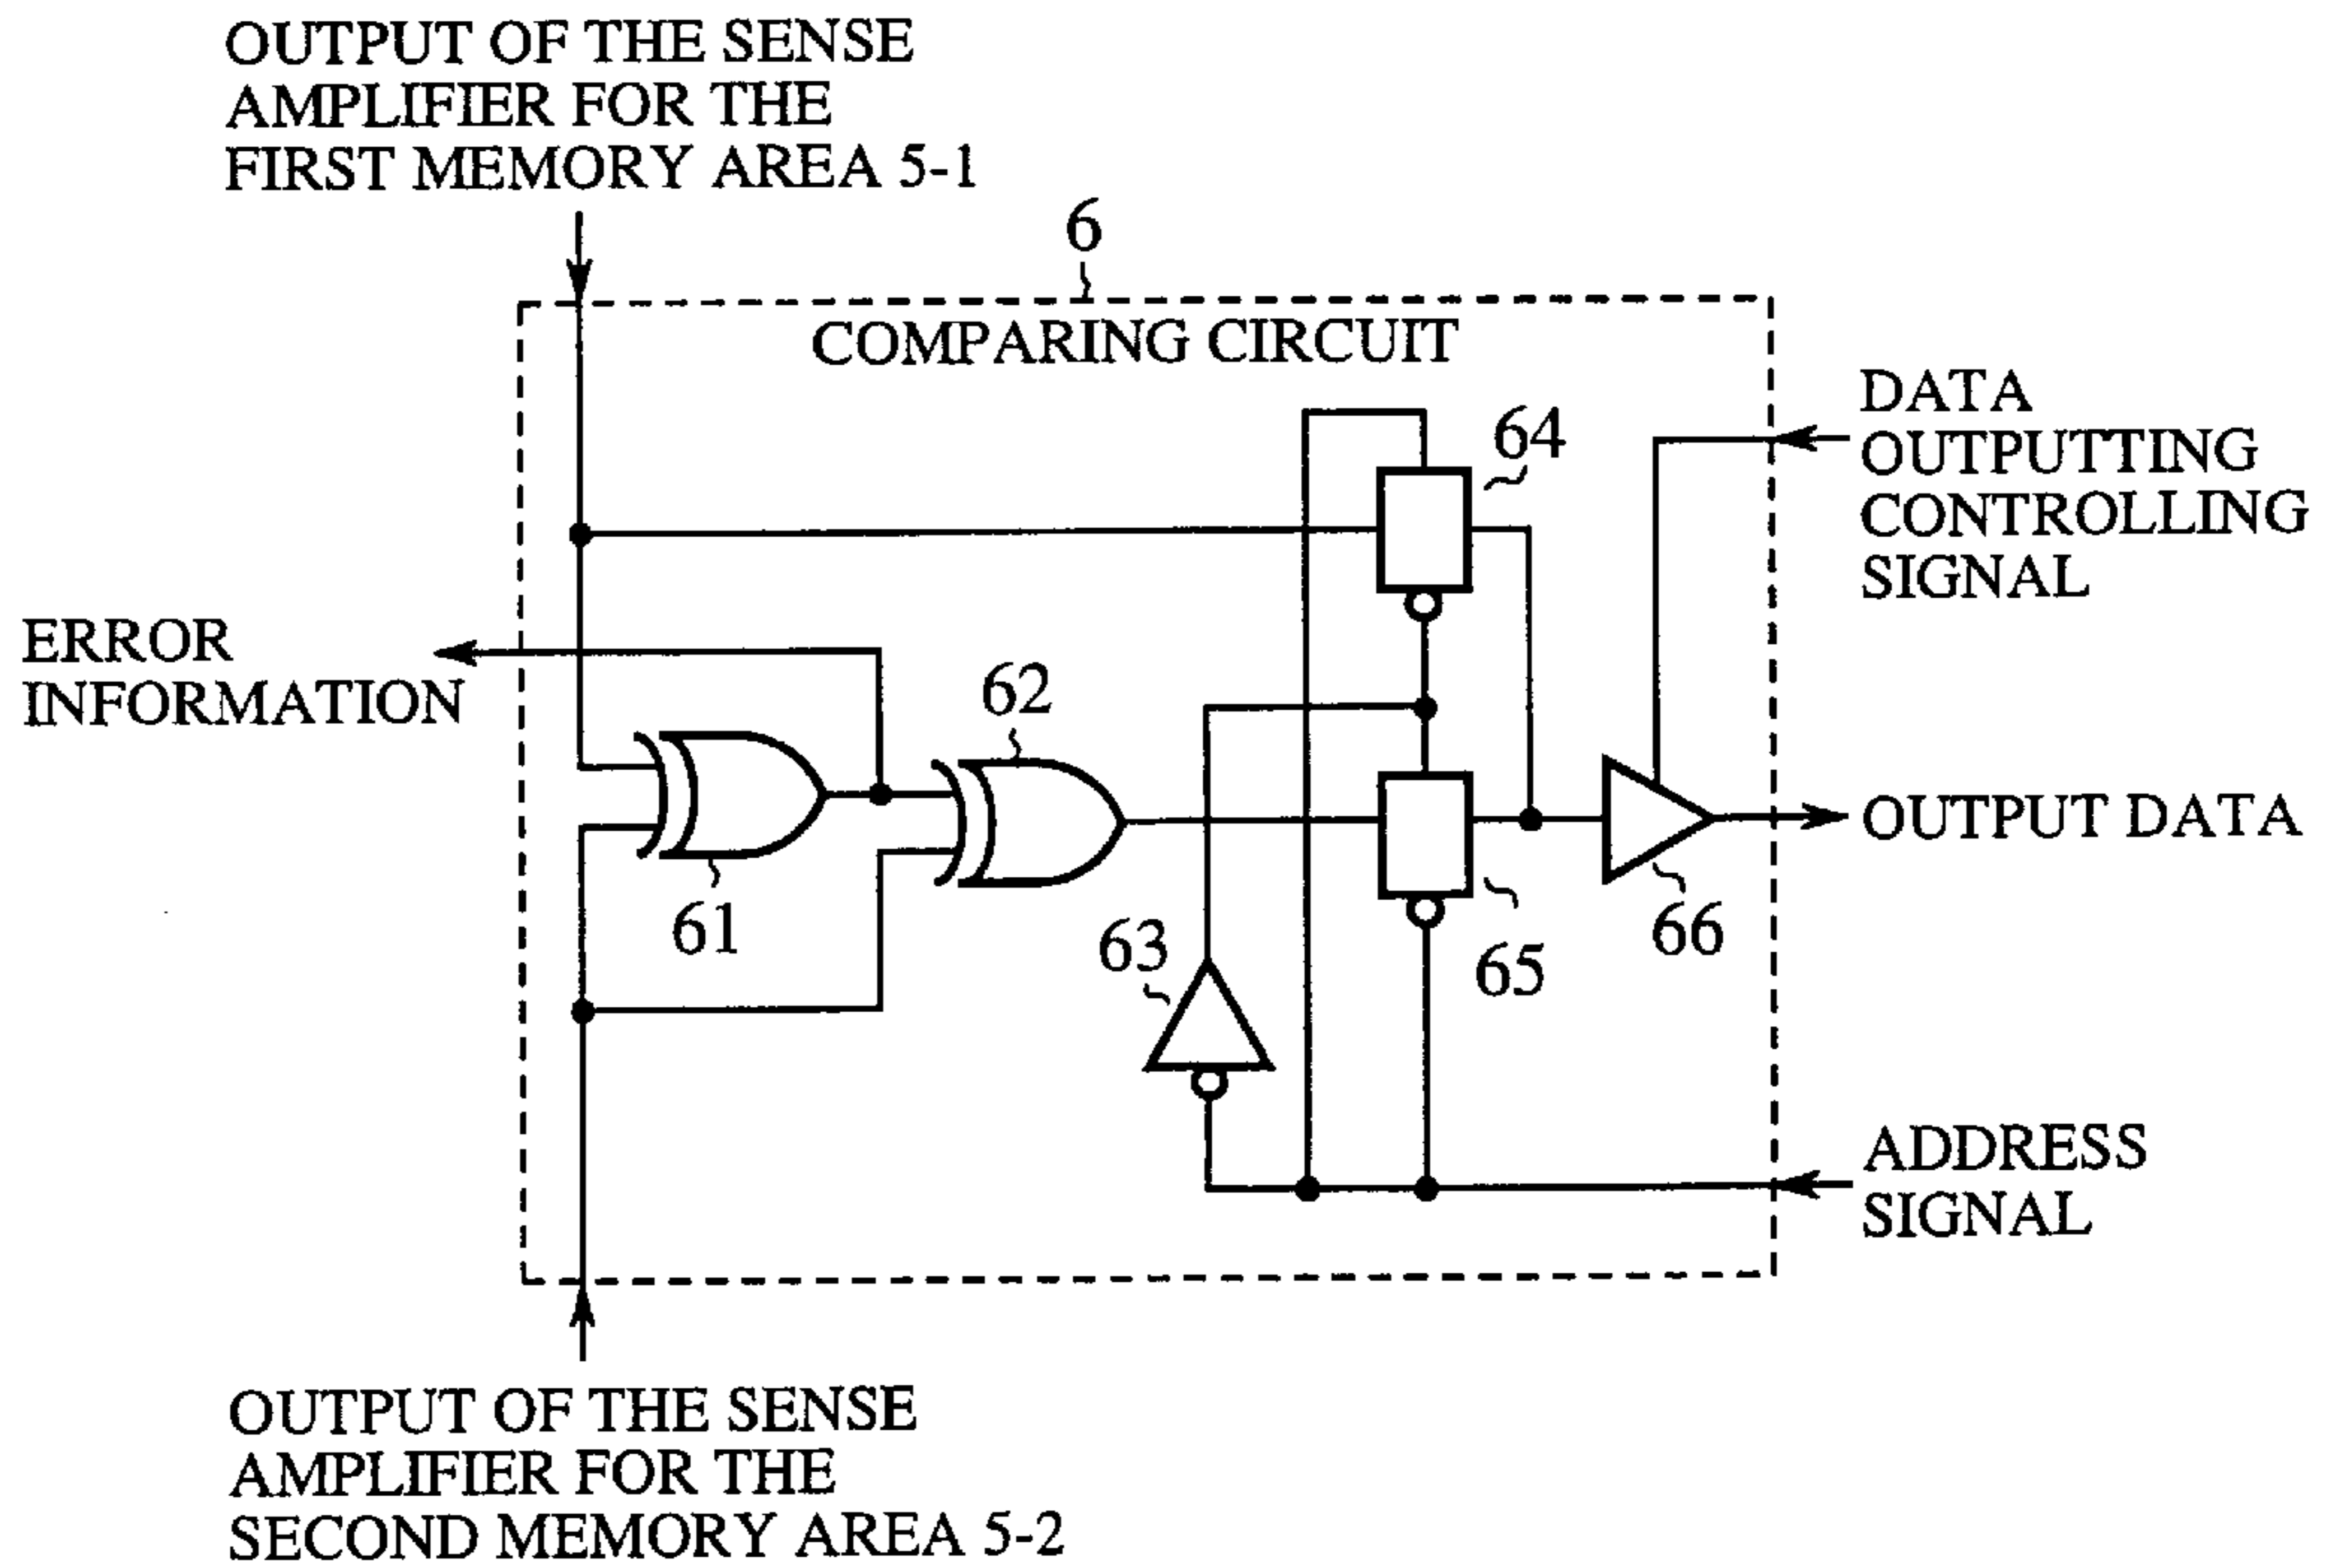 OUTPUT OF THE SENSE
AMPLIFIER FOR THE
FIRST MEMORY AREA 5-1
6
COMPARING CIRCUIT
64
DATA
OUTPUTTING
CONTROLLING
SIGNAL
ERROR
INFORMATION
62
OUTPUT DATA
61
63
65
66
ADDRESS
SIGNAL
OUTPUT OF THE SENSE
AMPLIFIER FOR THE
SECOND MEMORY AREA 5-2